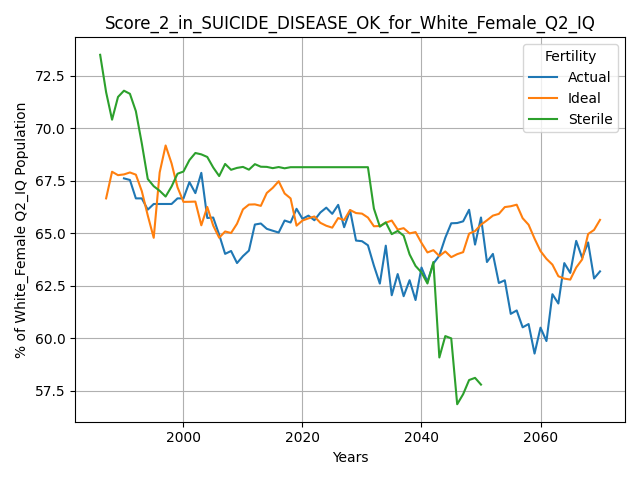 Score_2_in_SUICIDE_DISEASE_OK_for_White_Female_Q2_IQ
Fertility
Actual
Ideal
Sterile
% of White_Female Q2_IQ Population
72.5
70.0
67.5
65.0
62.5
60.0
57.5
2000
2020
2040
2060
Years